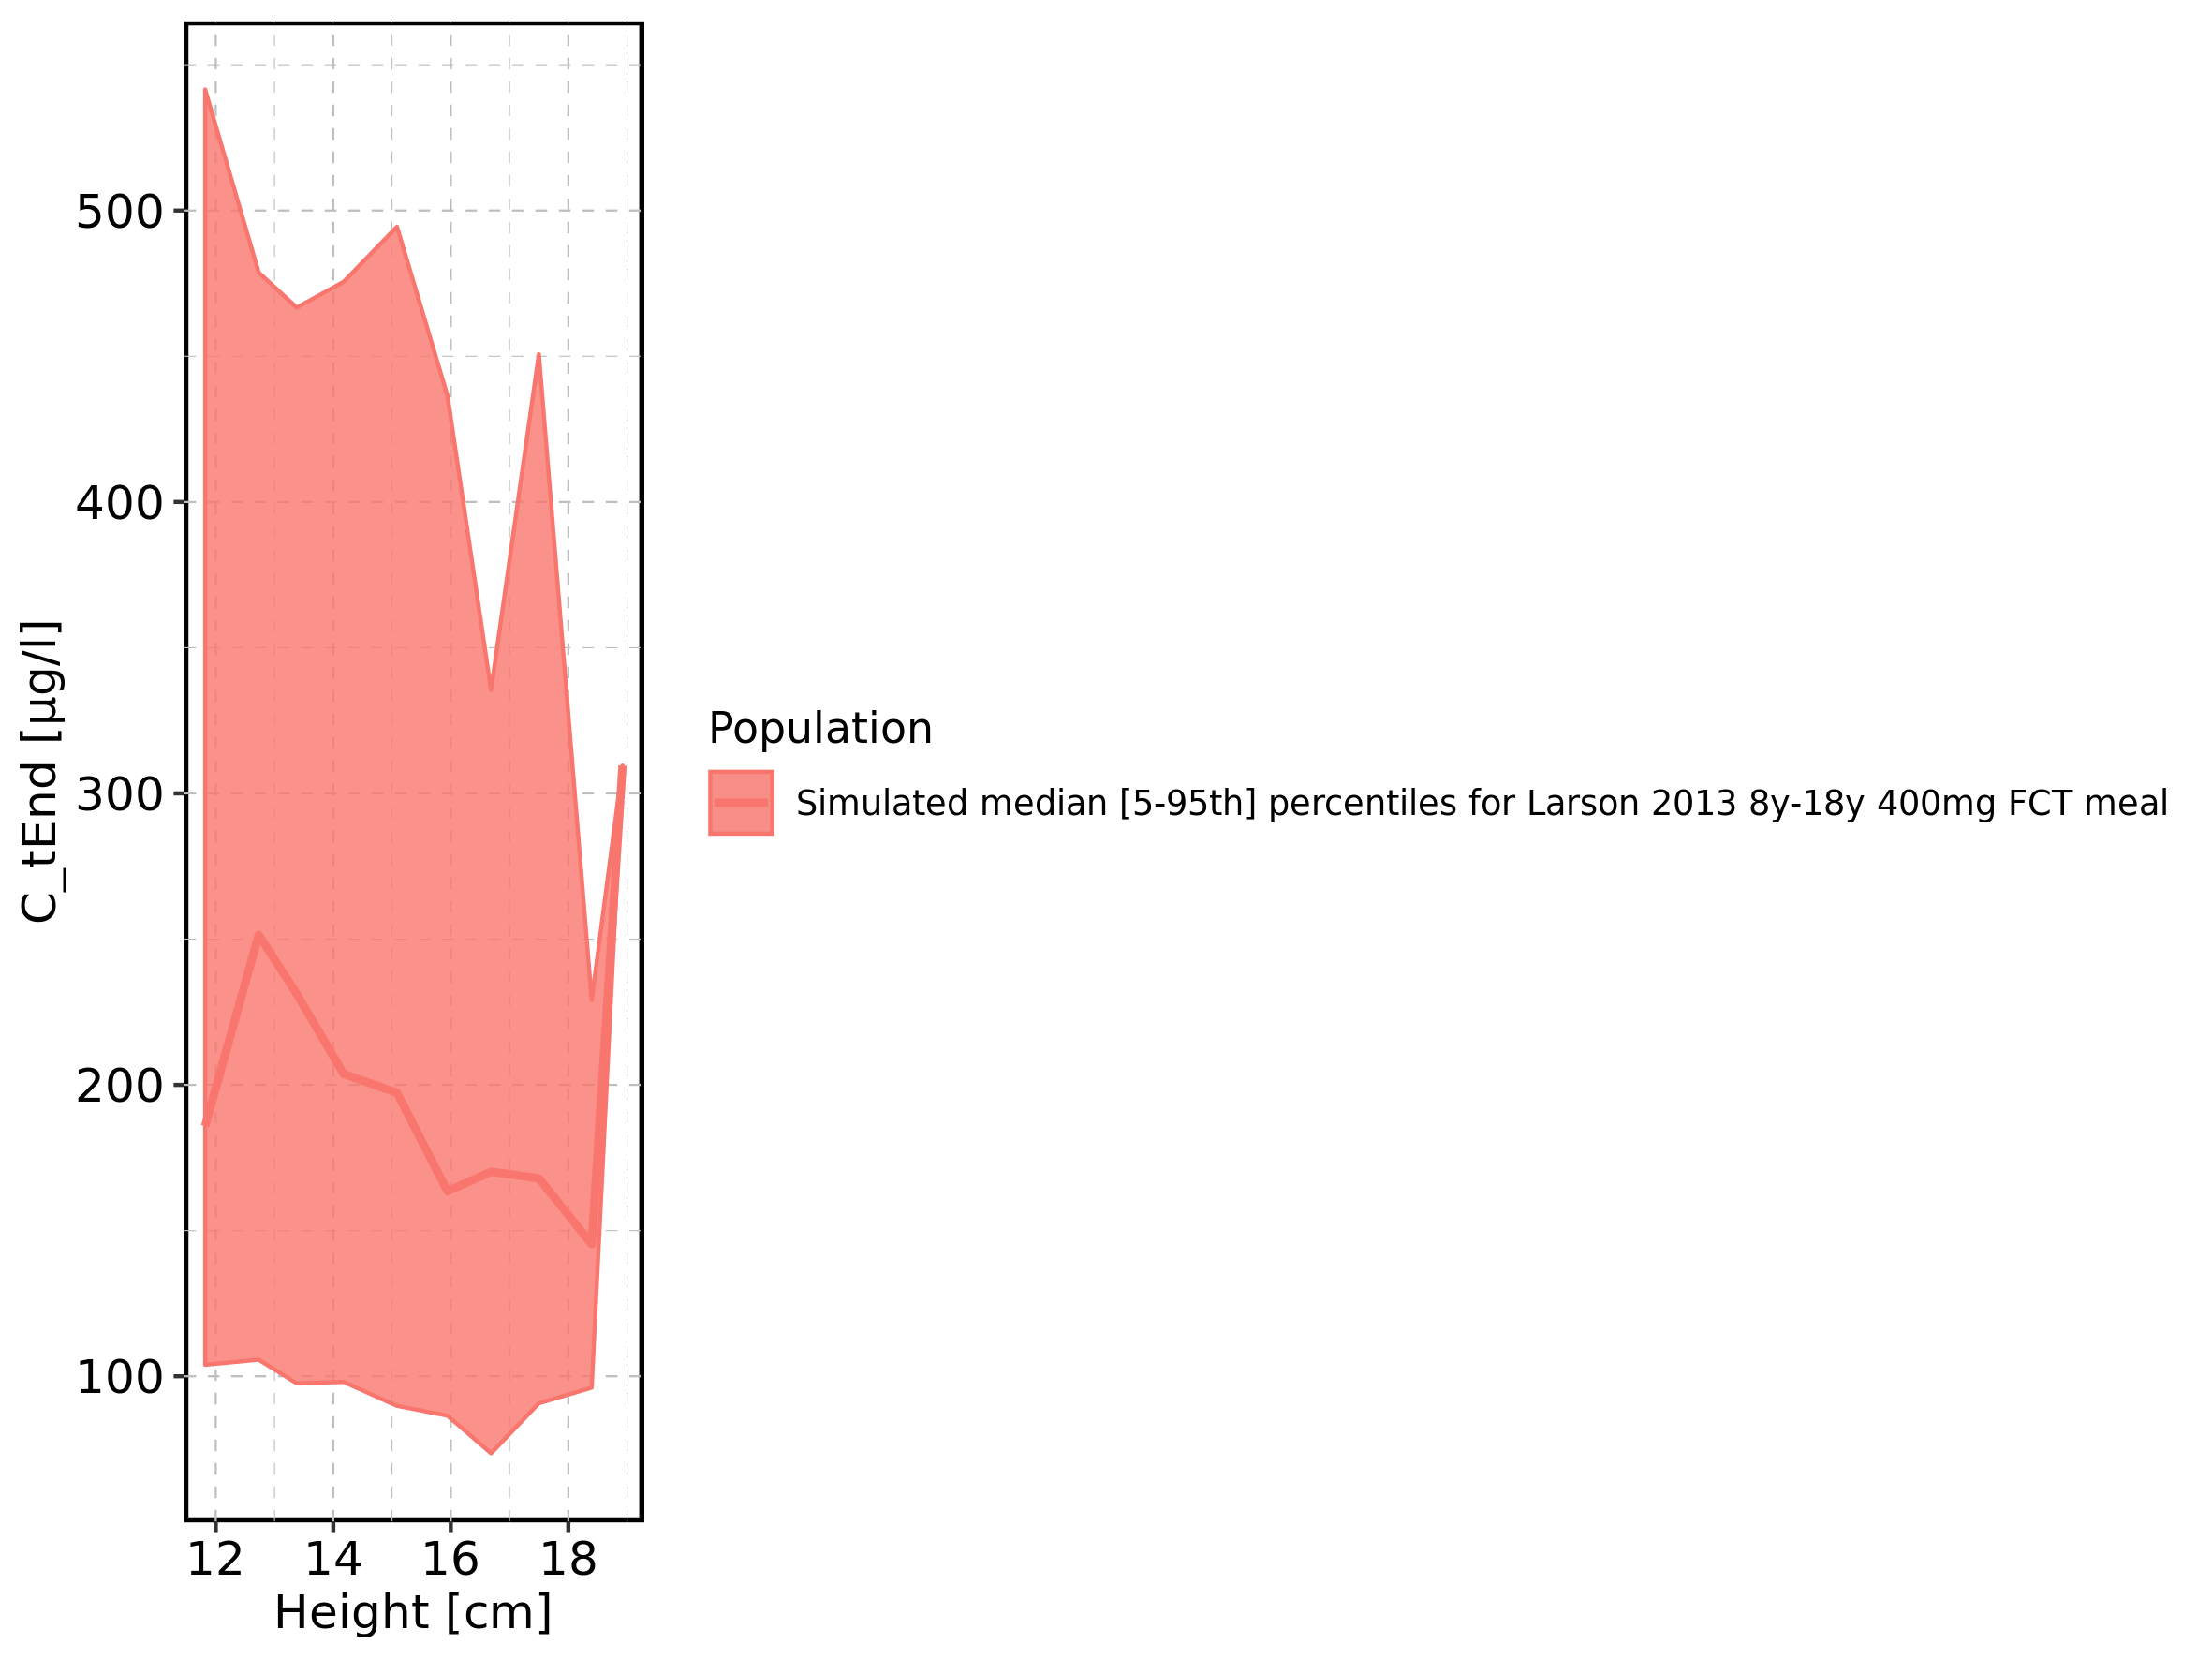 500
400
300
200
100
C_tEnd [µg/l]
12 14 16 18
Height [cm]
Population
Simulated median [5-95th] percentiles for Larson 2013 8y-18y 400mg FCT meal